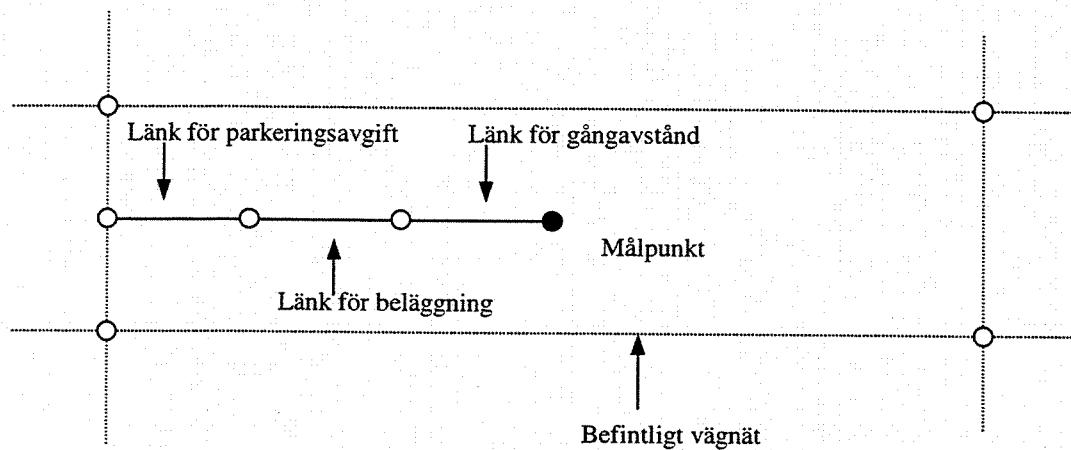 Länk för parkeringsavgift
Länk för gångavstånd
Målpunkt
Länk för beläggning
Befintligt vägnät